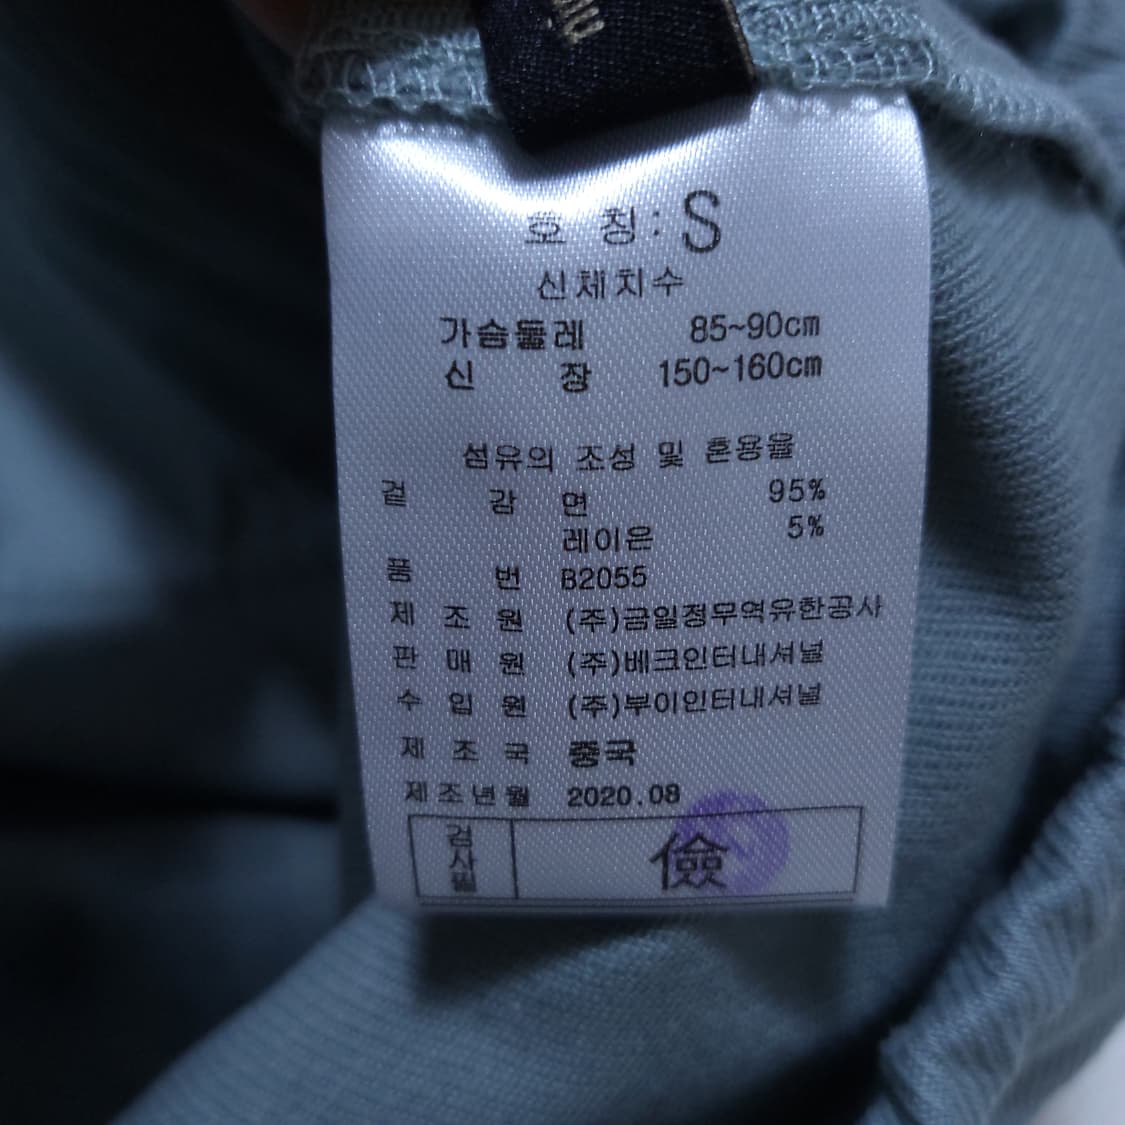 호 칭: S
신체치수
가슴둘레 85~90cm
신 장 150~160cm
섬유의 조성 및 혼용율
겉 감 면 95%
레이은 5%
품 번 B2055
제 조 원 (주)금일정무역유한공사
판 매 원 (주)베크인터내셔널
수 입 원 (주)부이인터내셔널
제 조 국 중국
제조년월 2020.08
검사필 儉